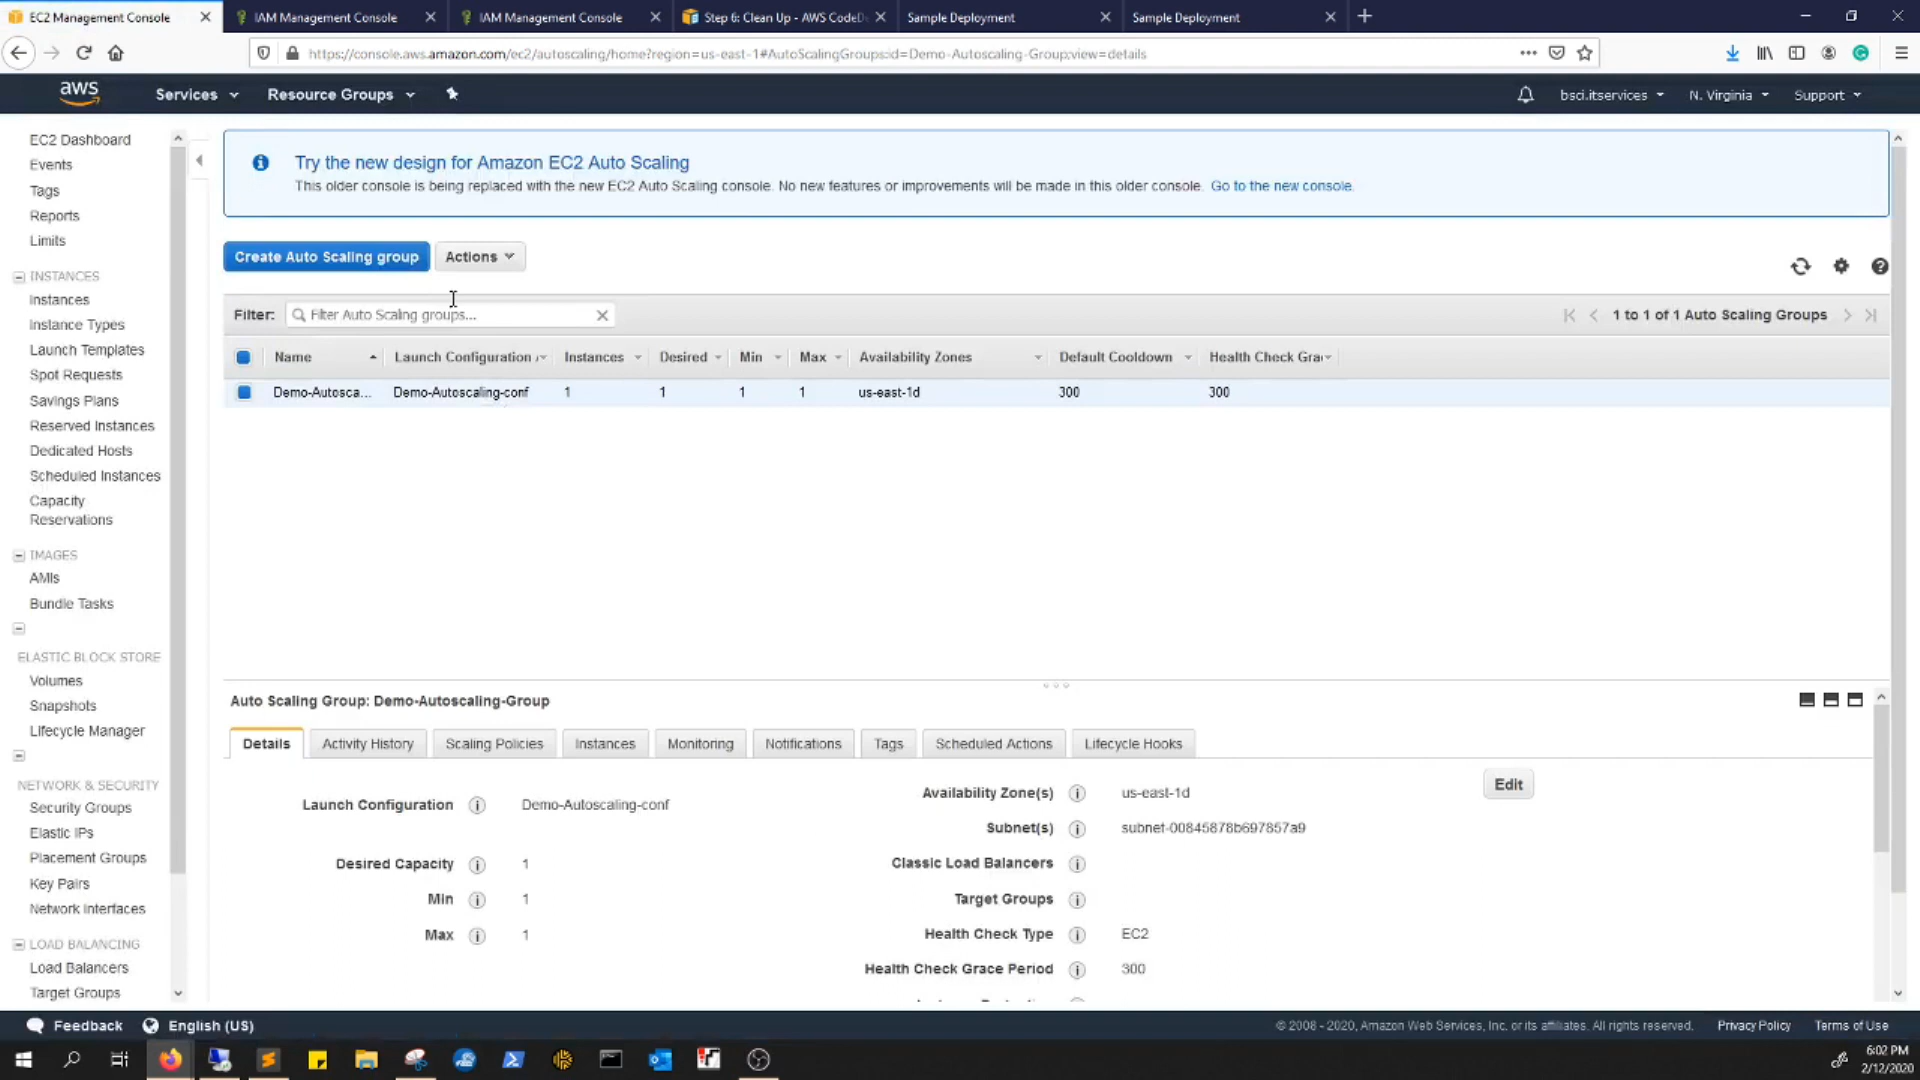 EC2 Management Console
IAM Management Console
IAM Management Console
Step 6: Clean Up - AWS CodeD
Sample Deployment
Sample Deployment
https://console.aws.amazon.com/ec2/autoscaling/home?region=us-east-1#AutoScalingGroups:id=Demo-Autoscaling-Group;view=details
aws
Services
Resource Groups
bsci.itservices
N. Virginia
Support
EC2 Dashboard
Events
Tags
Reports
Limits
INSTANCES
Instances
Instance Types
Launch Templates
Spot Requests
Savings Plans
Reserved Instances
Dedicated Hosts
Scheduled Instances
Capacity
Reservations
IMAGES
AMIs
Bundle Tasks
ELASTIC BLOCK STORE
Volumes
Snapshots
Lifecycle Manager
NETWORK & SECURITY
Security Groups
Elastic IPs
Placement Groups
Key Pairs
Network Interfaces
LOAD BALANCING
Load Balancers
Target Groups
Try the new design for Amazon EC2 Auto Scaling
This older console is being replaced with the new EC2 Auto Scaling console. No new features or improvements will be made in this older console. Go to the new console.
Create Auto Scaling group
Actions
Filter: Filter Auto Scaling groups...
1 to 1 of 1 Auto Scaling Groups
Name Launch Configuration / Instances Desired Min Max Availability Zones Default Cooldown Health Check Gra
Demo-Autosca... Demo-Autoscaling-conf 1 1 1 1 us-east-1d 300 300
Auto Scaling Group: Demo-Autoscaling-Group
Details
Activity History
Scaling Policies
Instances
Monitoring
Notifications
Tags
Scheduled Actions
Lifecycle Hooks
Edit
Launch Configuration Demo-Autoscaling-conf
Desired Capacity 1
Min 1
Max 1
Availability Zone(s) us-east-1d
Subnet(s) subnet-00845878b697857a9
Classic Load Balancers
Target Groups
Health Check Type EC2
Health Check Grace Period 300
Feedback
English (US)
© 2008 - 2020, Amazon Web Services, Inc. or its affiliates. All rights reserved.
Privacy Policy
Terms of Use
6:02 PM
2/12/2020